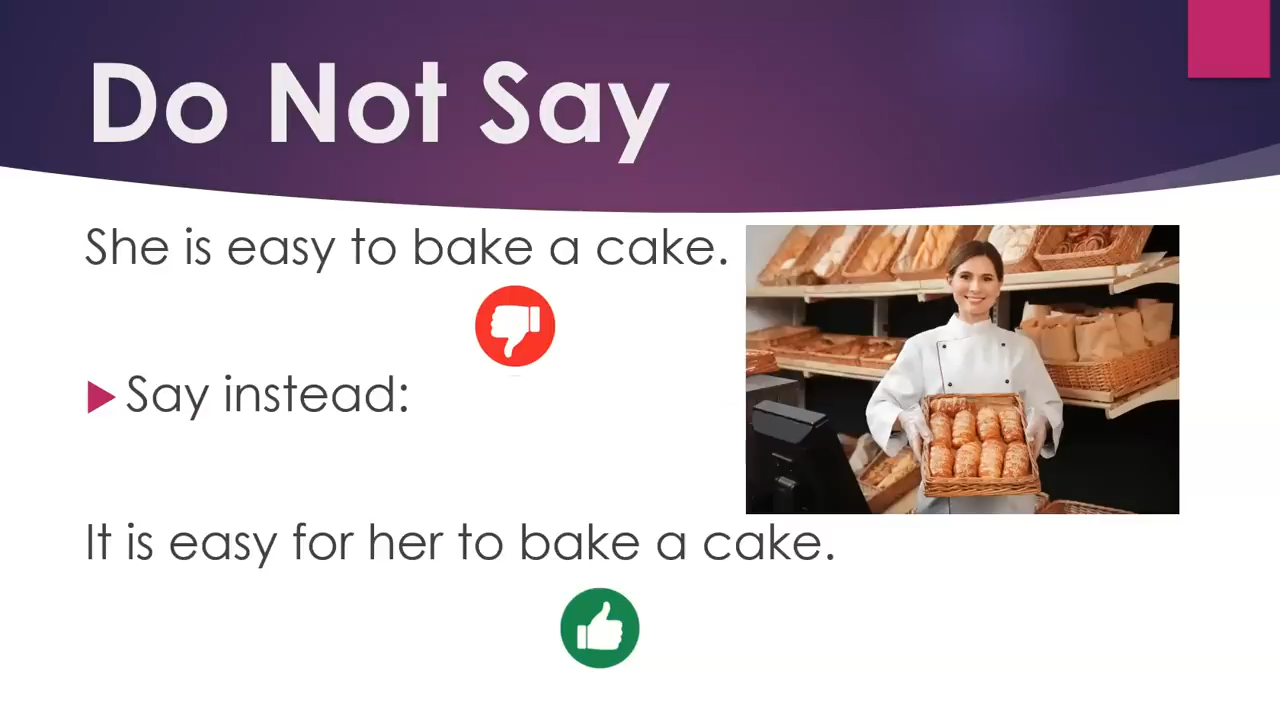 Do Not Say
She is easy to bake a cake.
Say instead:
It is easy for her to bake a cake.